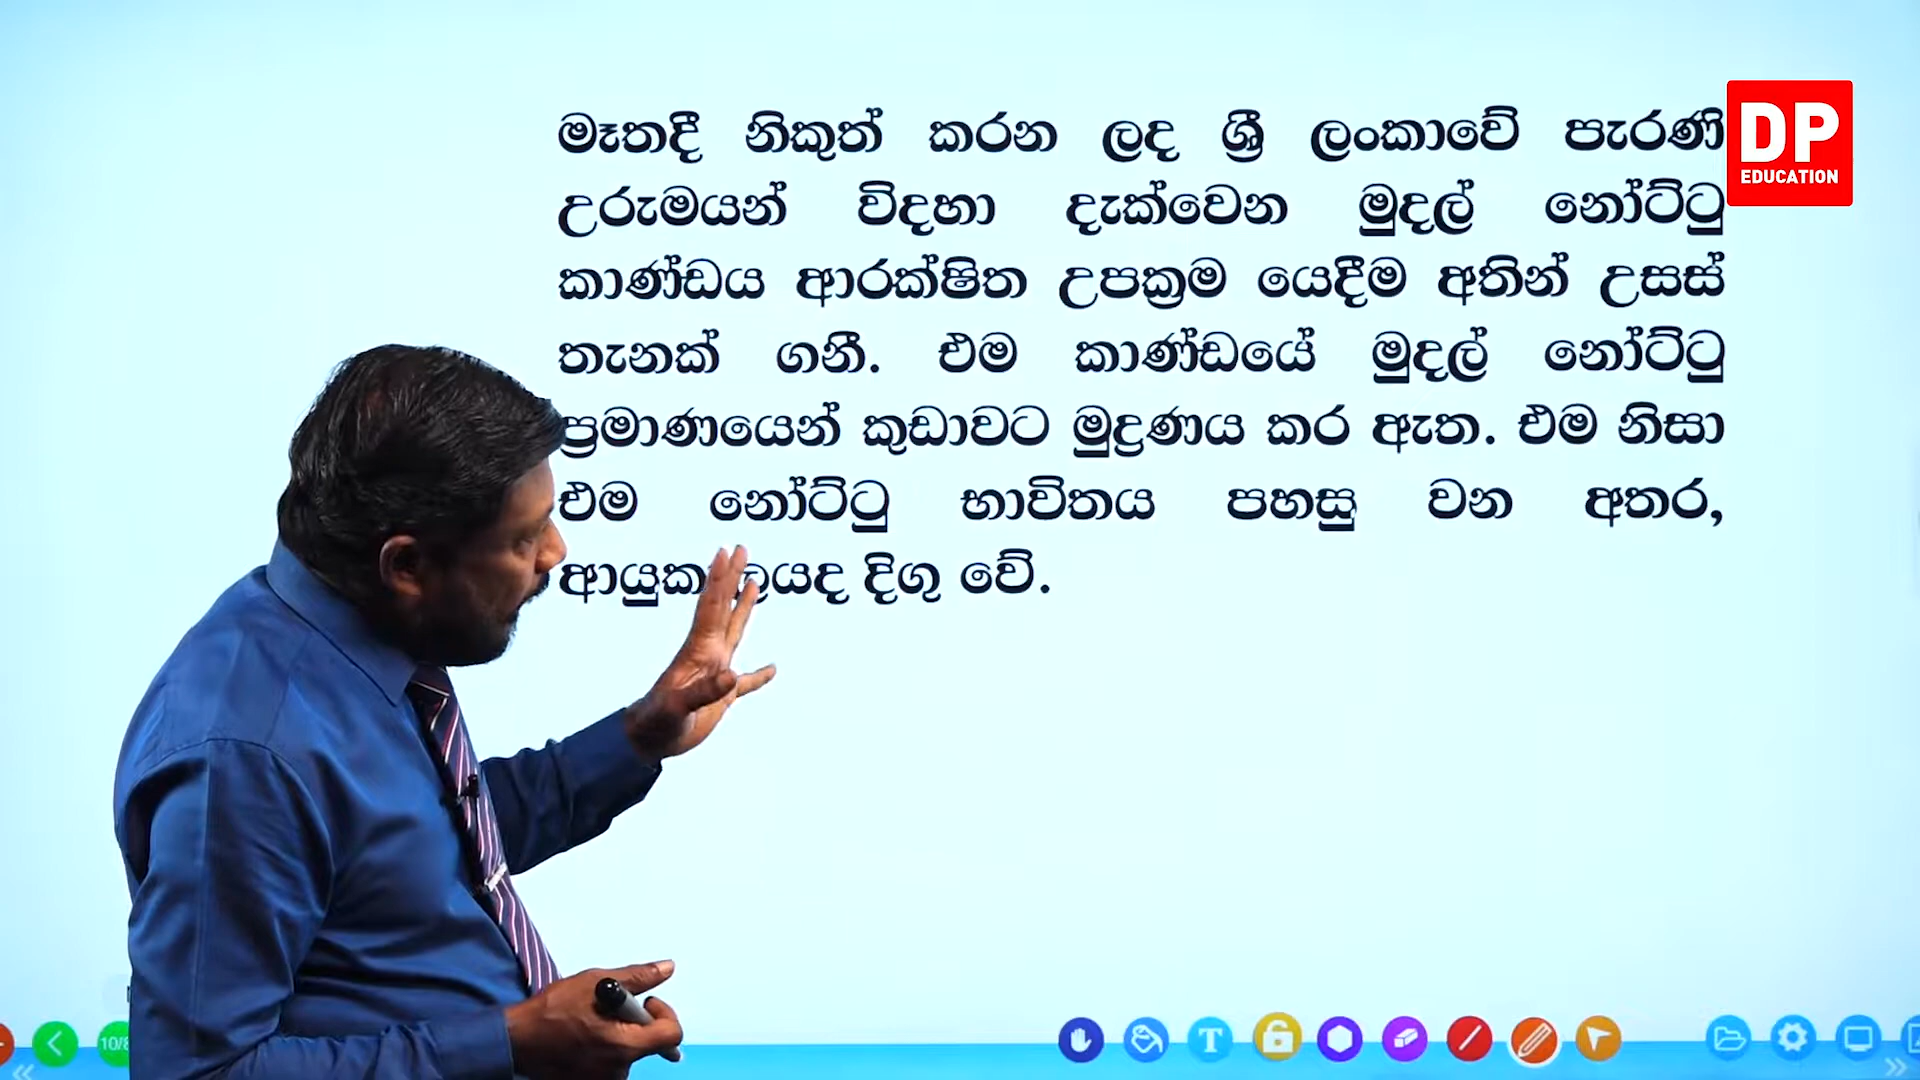 මෑතදී නිකුත් කරන ලද ශ්‍රී ලංකාවේ පැරණි
උරුමයන් විදහා දැක්වෙන මුදල් නෝට්ටු
කාණ්ඩය ආරක්ෂිත උපක්‍රම යෙදීම අතින් උසස්
තැනක් ගනී. එම කාණ්ඩයේ මුදල් නෝට්ටු
ප්‍රමාණයෙන් කුඩාවට මුද්‍රණය කර ඇත. එම නිසා
එම නෝට්ටු භාවිතය පහසු වන අතර,
ආයුකාලයද දිගු වේ.
DP
EDUCATION
T